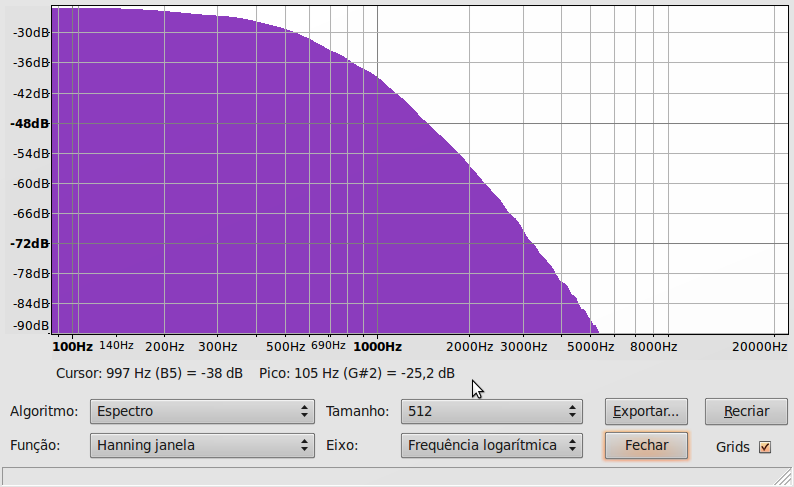 -30dB
-36dB
-42dB
-48dB
-54dB
-60dB
-66dB
-72dB
-78dB
-84dB
-90dB
100Hz 140Hz 200Hz 300Hz 500Hz 690Hz 1000Hz 2000Hz 3000Hz 5000Hz 8000Hz 20000Hz
Cursor: 997 Hz (B5) = -38 dB Pico: 105 Hz (G#2) = -25,2 dB
Algoritmo: Espectro Tamanho: 512 Exportar... Recriar
Função: Hanning janela Eixo: Frequência logarítmica Fechar Grids